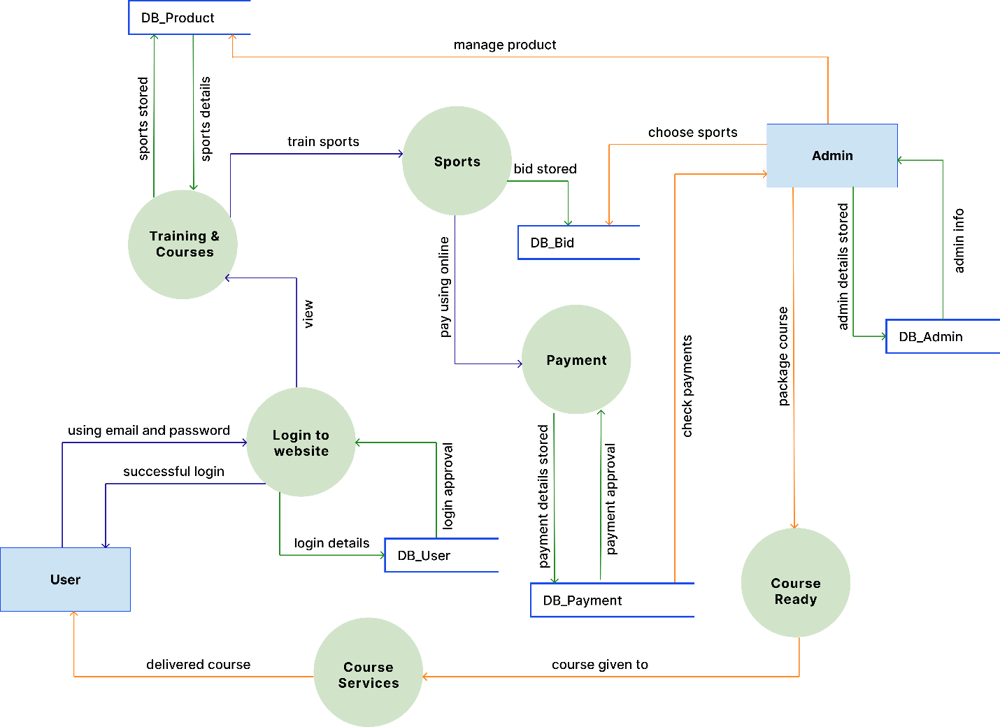 DB_Product
manage product
sports stored
sports details
train sports
Sports
choose sports
Admin
bid stored
DB_Bid
Training &
Courses
pay using online
admin details stored
admin info
view
DB_Admin
Payment
package course
check payments
using email and password
Login to
website
successful login
login approval
payment details stored
payment approval
login details
DB_User
User
DB_Payment
Course
Ready
delivered course
Course
Services
course given to